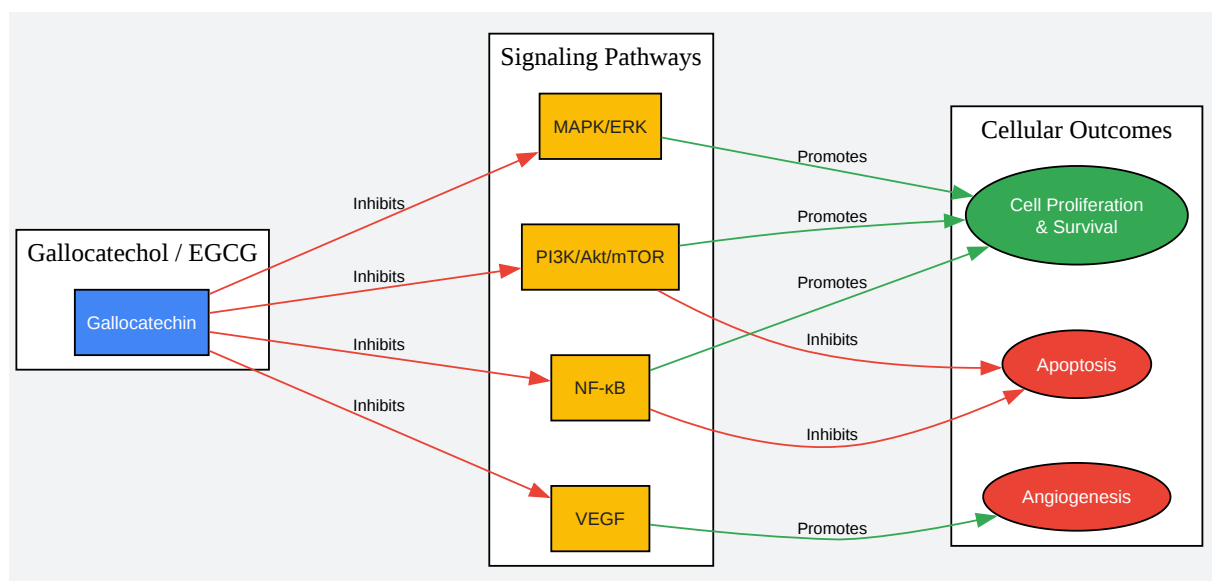 Gallocatechol / EGCG
Gallocatechin
Inhibits
Inhibits
Inhibits
Inhibits
Signaling Pathways
MAPK/ERK
PI3K/Akt/mTOR
NF-κB
VEGF
Promotes
Promotes
Promotes
Inhibits
Inhibits
Promotes
Cellular Outcomes
Cell Proliferation
& Survival
Apoptosis
Angiogenesis